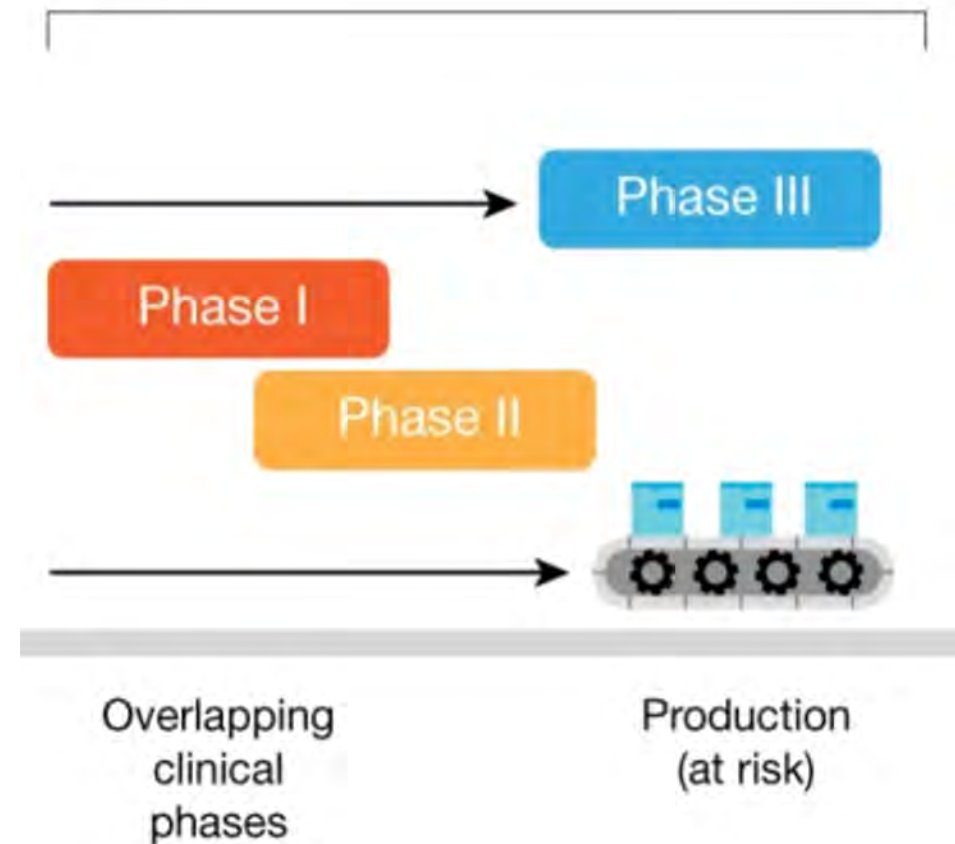 Phase III
Phase I
Phase II
Overlapping
clinical
phases
Production
(at risk)